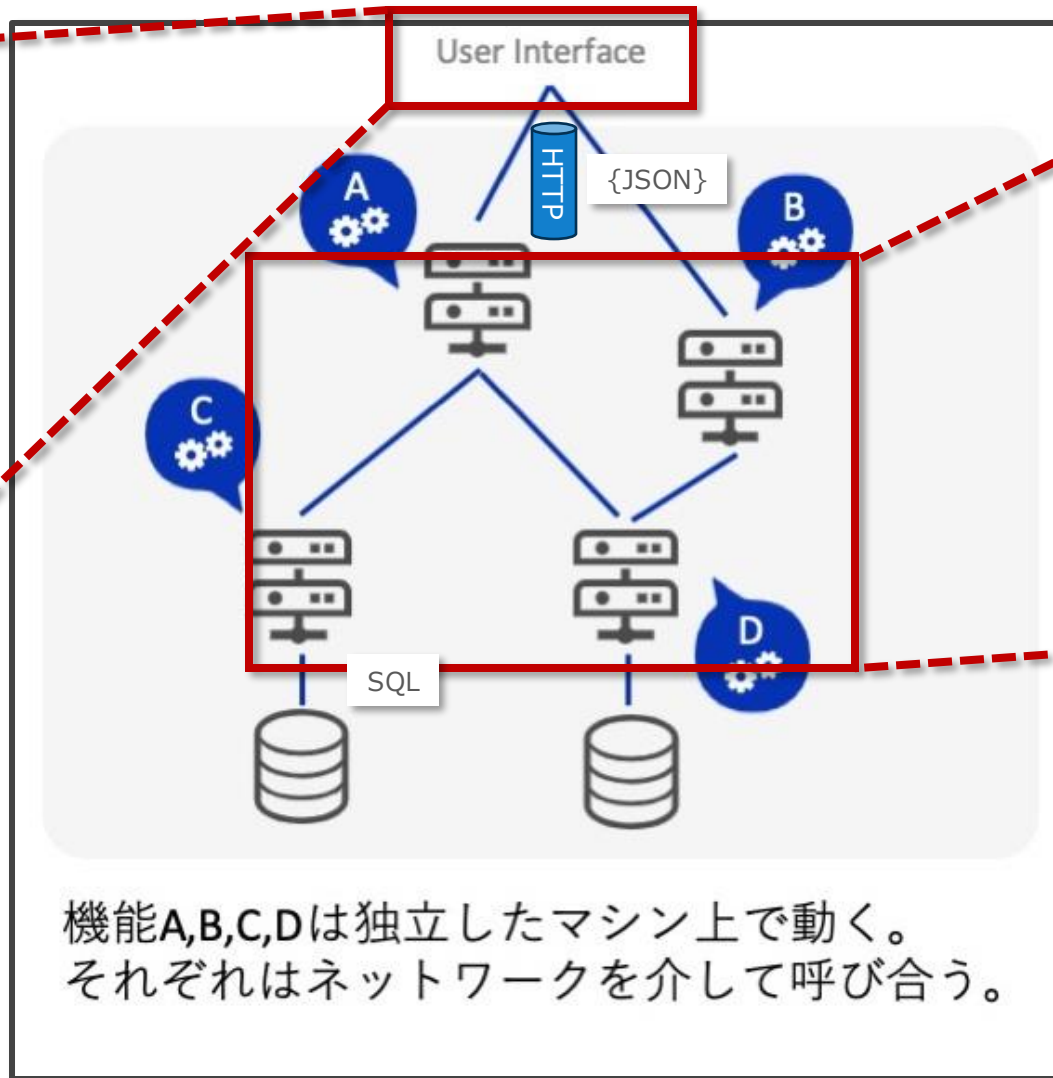 User Interface
HTTP
{JSON}
A
B
C
D
SQL
機能A,B,C,Dは独立したマシン上で動く。
それぞれはネットワークを介して呼び合う。